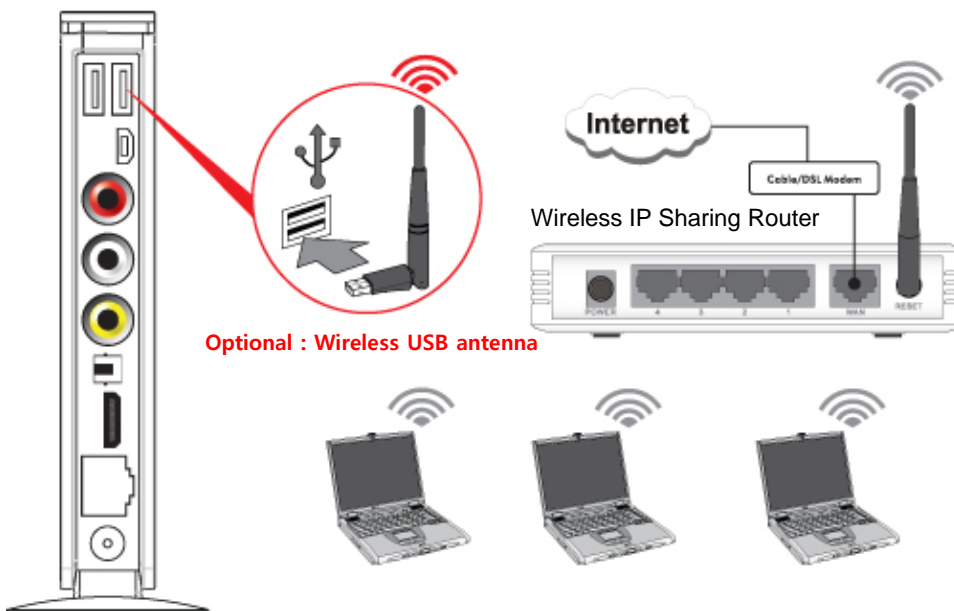 Internet
Cable/DSL Modem
Wireless IP Sharing Router
POWER
4 3 2 1
WAN
RESET
Optional : Wireless USB antenna